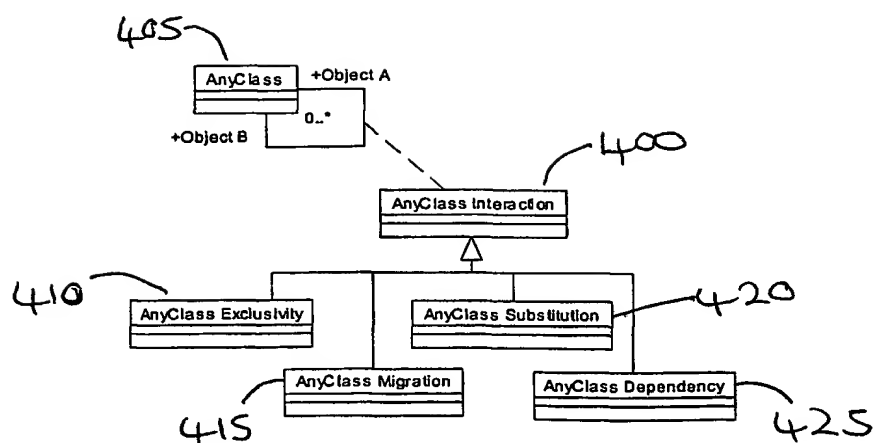 405
AnyClass
+Object A
0..*
+Object B
400
AnyClass Interaction
410
AnyClass Exclusivity
AnyClass Substitution
420
AnyClass Migration
AnyClass Dependency
415
425